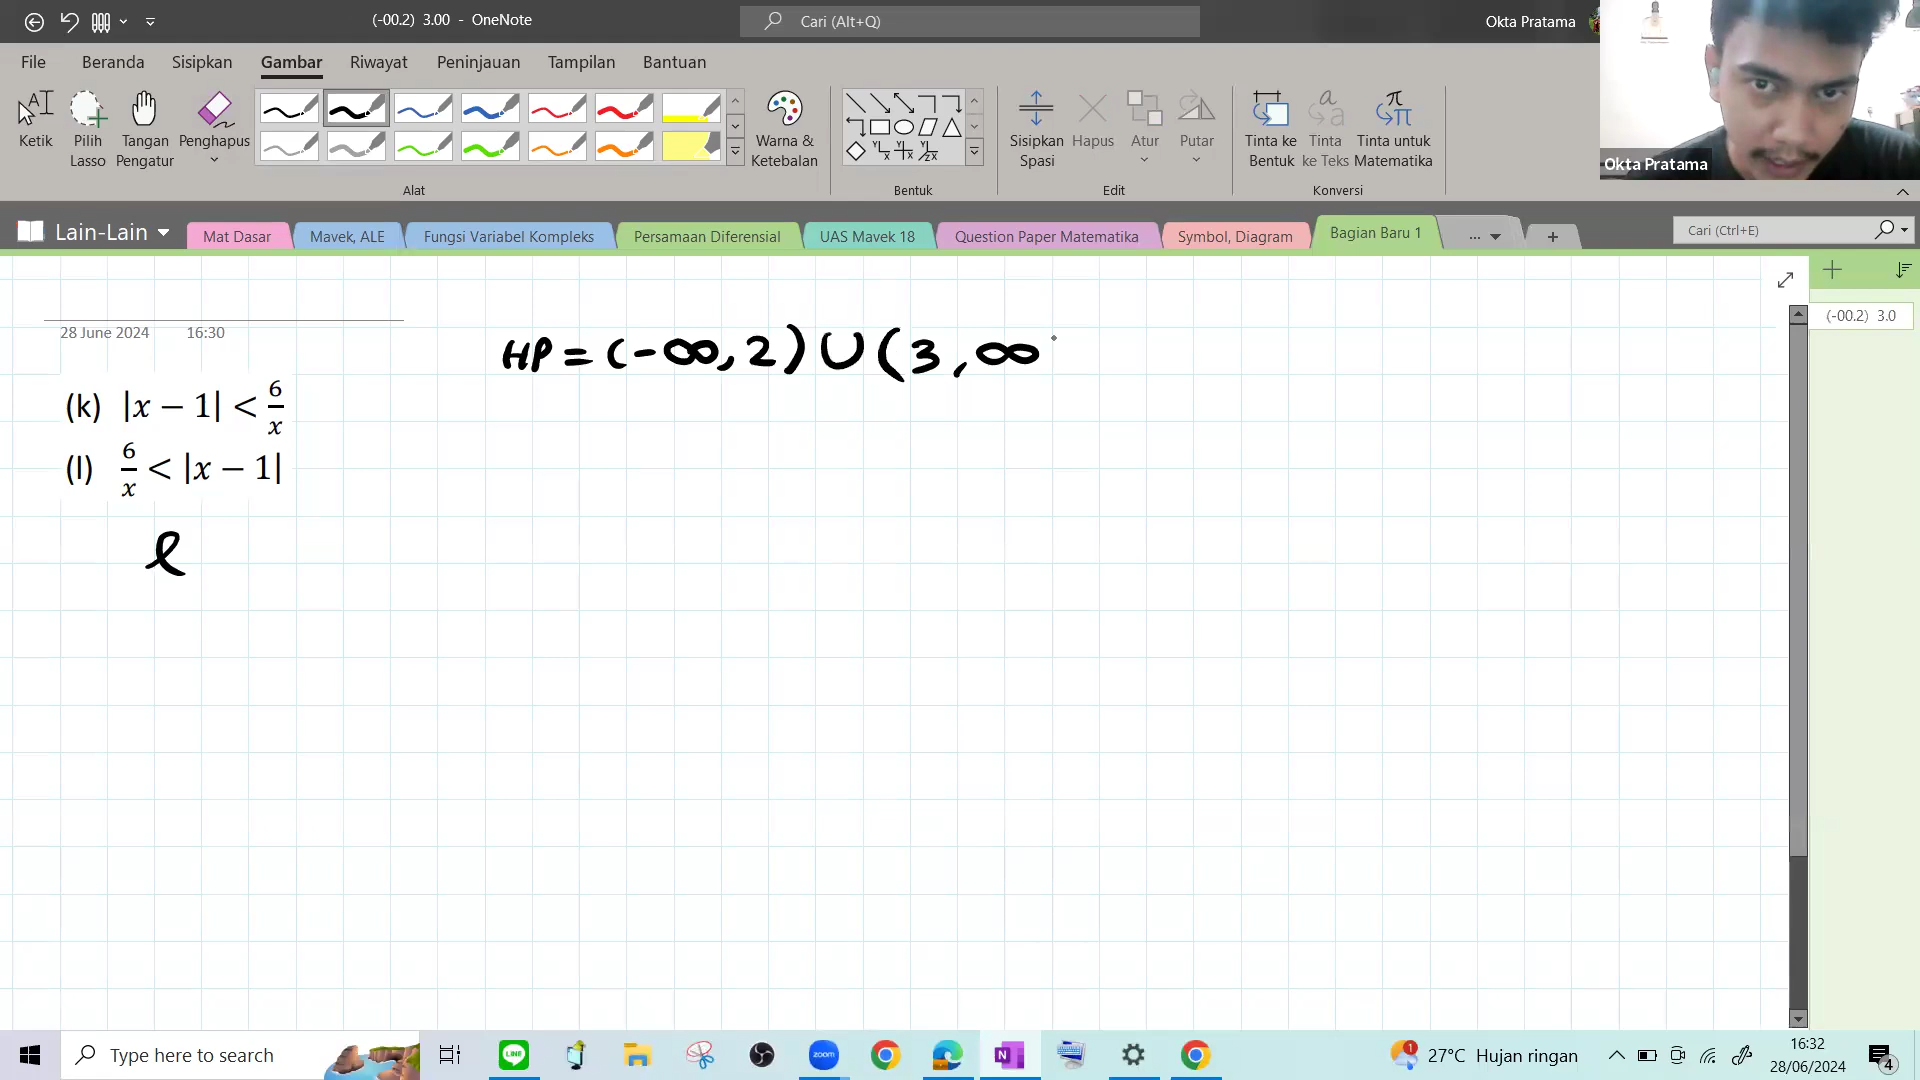 (-00.2) 3.00 - OneNote
Cari (Alt+Q)
Okta Pratama
File Beranda Sisipkan Gambar Riwayat Peninjauan Tampilan Bantuan
Ketik
Pilih Lasso
Tangan Pengatur
Penghapus
Warna & Ketebalan
Sisipkan Spasi
Hapus
Atur
Putar
Tinta ke Bentuk
Tinta ke Teks
Tinta untuk Matematika
Okta Pratama
Alat
Bentuk
Edit
Konversi
Lain-Lain
Mat Dasar
Mavek, ALE
Fungsi Variabel Kompleks
Persamaan Diferensial
UAS Mavek 18
Question Paper Matematika
Symbol, Diagram
Bagian Baru 1
...
Cari (Ctrl+E)
(-00.2) 3.0
28 June 2024 16:30
HP = (-∞, 2) ∪ (3, ∞
(k) |x − 1| < 6/x
(l) 6/x < |x − 1|
l
Type here to search
zoom
27°C Hujan ringan
16:32
28/06/2024
4